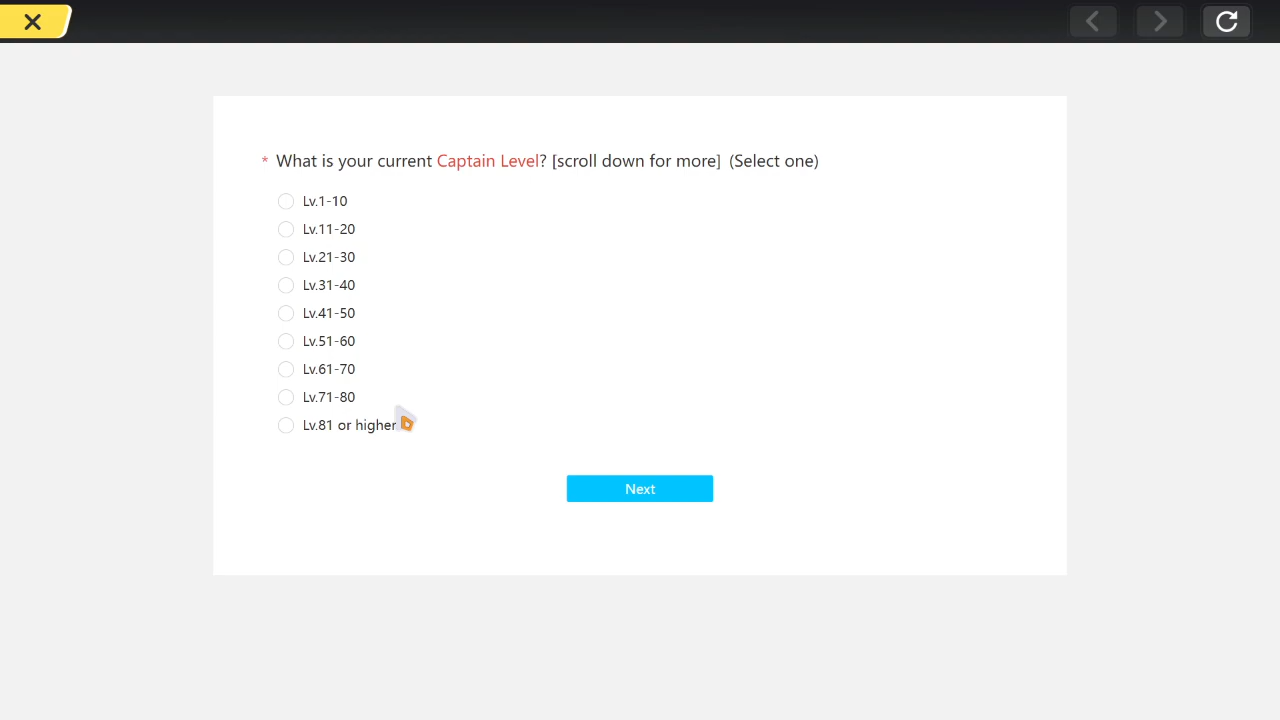 * What is your current Captain Level? [scroll down for more] (Select one)
Lv.1-10
Lv.11-20
Lv.21-30
Lv.31-40
Lv.41-50
Lv.51-60
Lv.61-70
Lv.71-80
Lv.81 or higher
Next